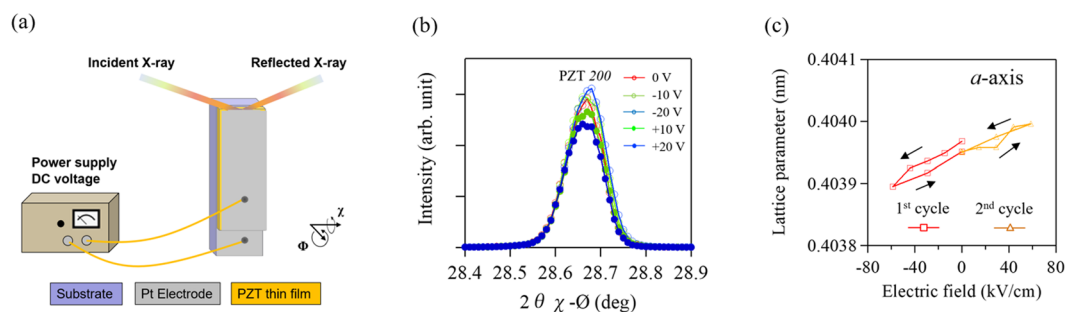 (a)
Incident X-ray
Reflected X-ray
Power supply
DC voltage
χ
Φ
Substrate
Pt Electrode
PZT thin film
(b)
Intensity (arb. unit)
PZT 200
0 V
-10 V
-20 V
+10 V
+20 V
28.4 28.5 28.6 28.7 28.8 28.9
2 θ χ -Ø (deg)
(c)
Lattice parameter (nm)
0.4041
0.4040
0.4039
0.4038
a-axis
1st cycle
2nd cycle
-80 -40 0 40 80
Electric field (kV/cm)